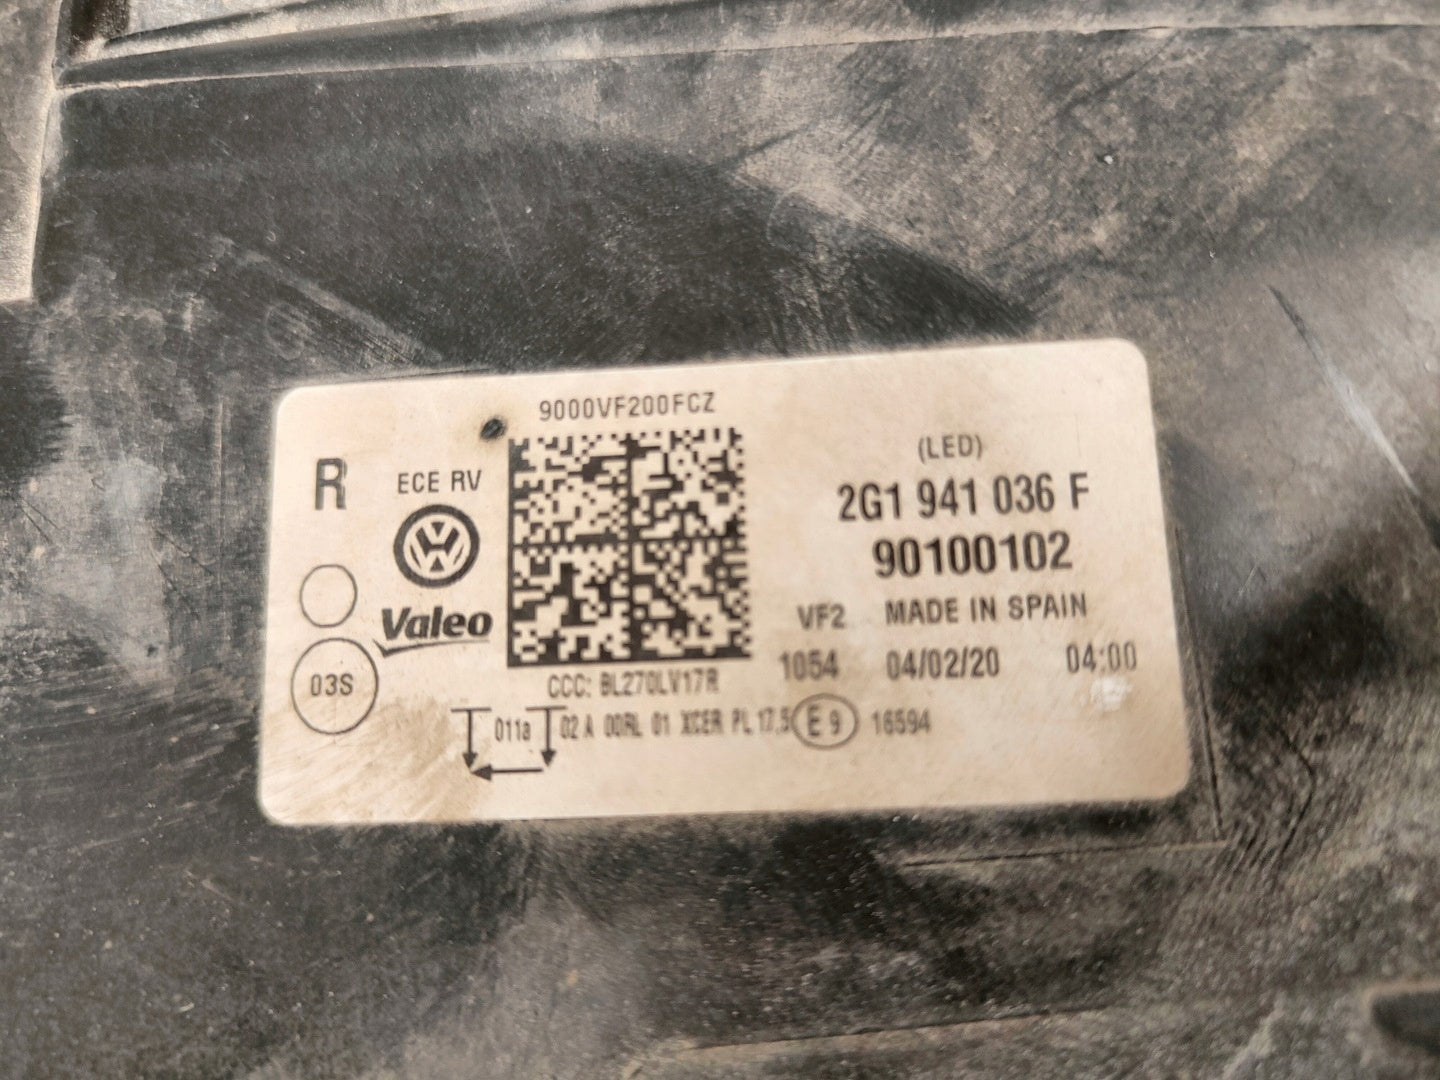 9000VF200FCZ
R
ECE RV
(LED)
2G1 941 036 F
90100102
Valeo
VF2 MADE IN SPAIN
03S
1054 04/02/20 04:00
CCC: BL270LV17R
011a 02 A 00RL 01 XCER PL 17,5 E 9 16594